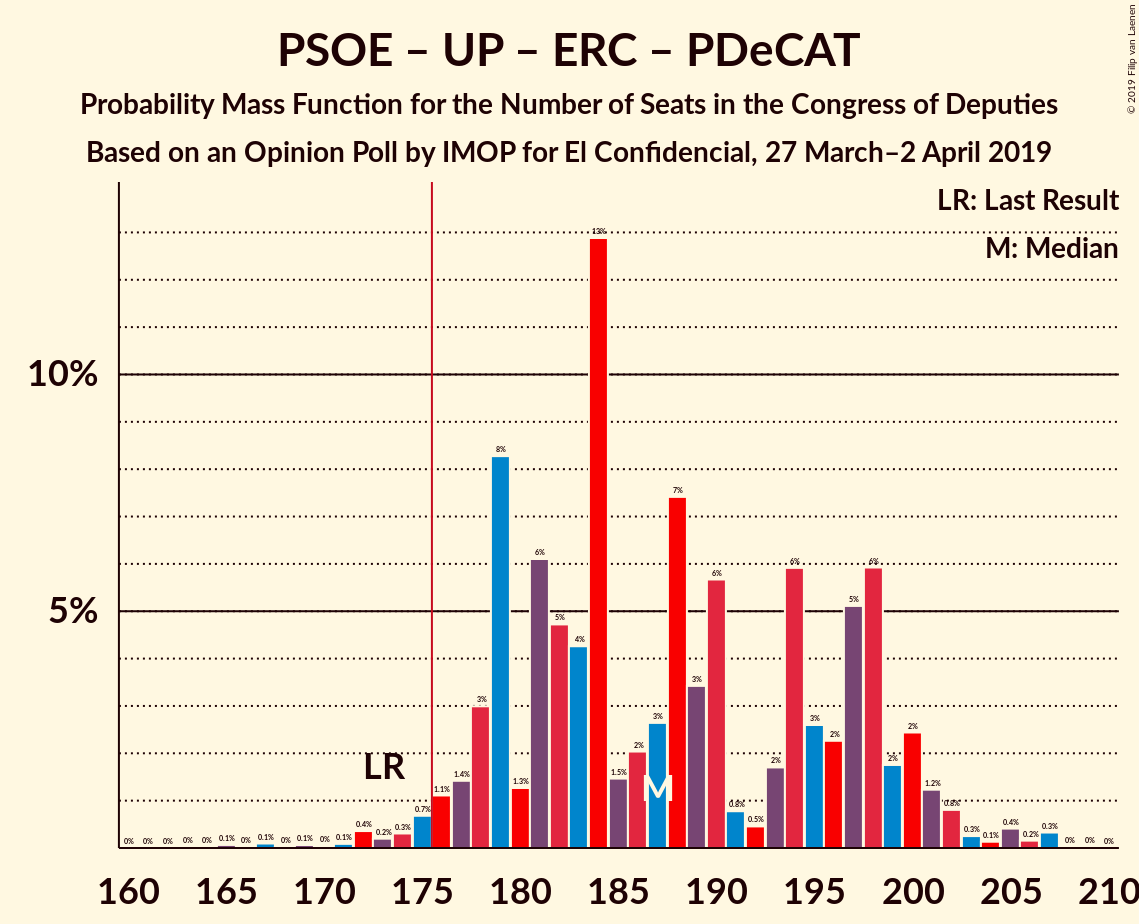 PSOE – UP – ERC – PDeCAT
Probability Mass Function for the Number of Seats in the Congress of Deputies
Based on an Opinion Poll by IMOP for El Confidencial, 27 March–2 April 2019
© 2019 Filip van Laenen
LR: Last Result
M: Median
10%
5%
LR
M
0% 0% 0% 0% 0% 0.1% 0% 0.1% 0% 0.1% 0% 0.1% 0.4% 0.2% 0.3% 0.7% 1.1% 1.4% 3% 8% 1.3% 6% 5% 4% 13% 1.5% 2% 3% 7% 3% 6% 0.8% 0.5% 2% 6% 3% 2% 5% 6% 2% 2% 1.2% 0.8% 0.3% 0.1% 0.4% 0.2% 0.3% 0% 0% 0%
160 165 170 175 180 185 190 195 200 205 210